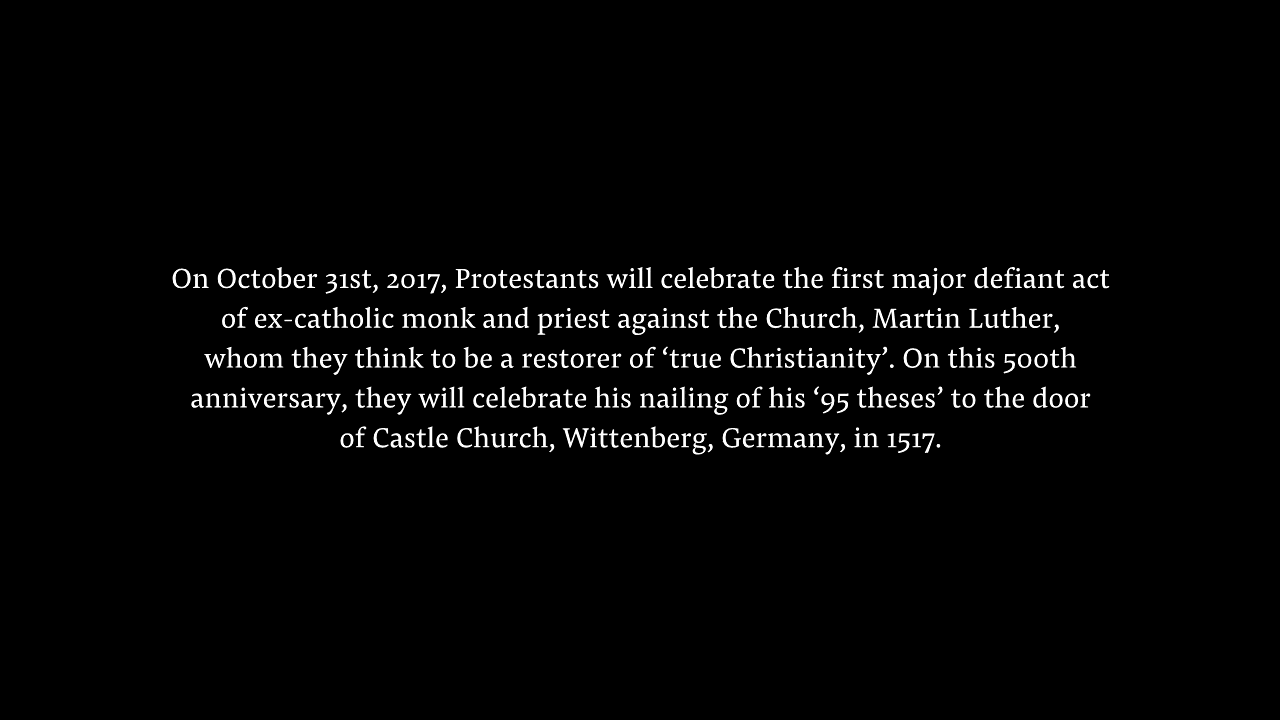 On October 31st, 2017, Protestants will celebrate the first major defiant act
of ex-catholic monk and priest against the Church, Martin Luther,
whom they think to be a restorer of ‘true Christianity’. On this 500th
anniversary, they will celebrate his nailing of his ‘95 theses’ to the door
of Castle Church, Wittenberg, Germany, in 1517.